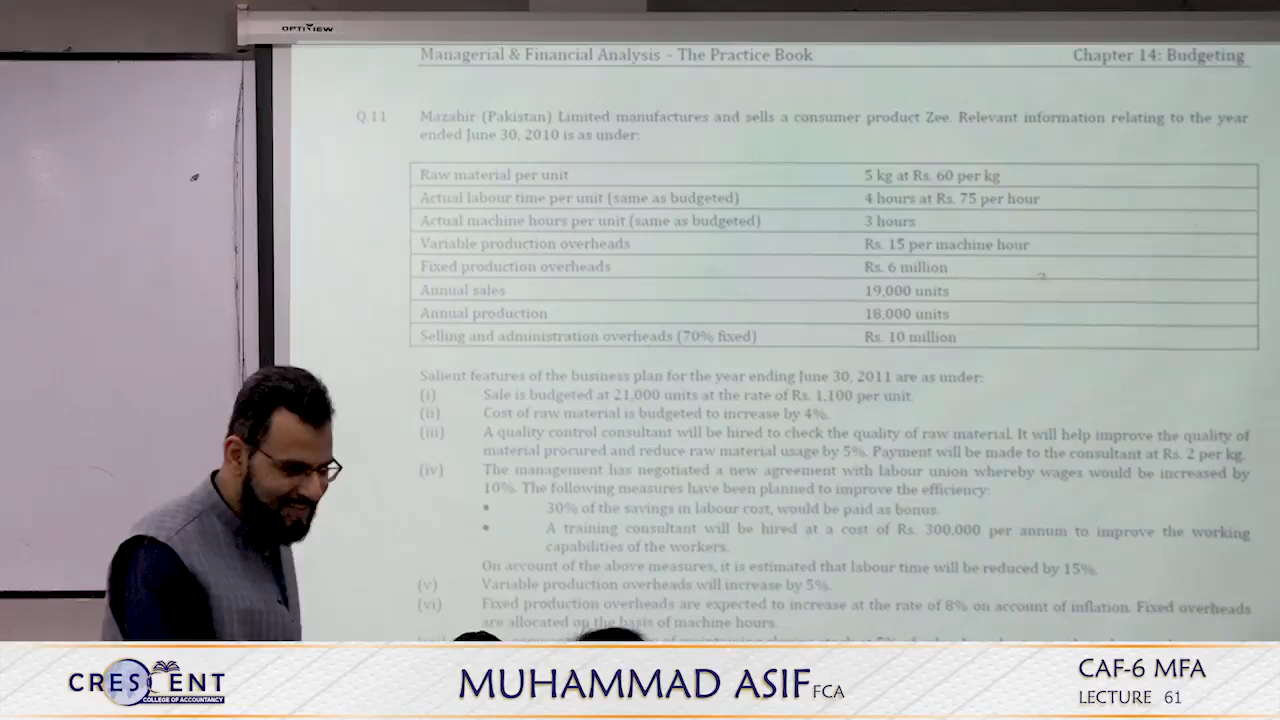 OPTIVIEW
Managerial & Financial Analysis – The Practice Book Chapter 14: Budgeting
Q.11 Mazahir (Pakistan) Limited manufactures and sells a consumer product Zee. Relevant information relating to the year
ended June 30, 2010 is as under:
Raw material per unit 5 kg at Rs. 60 per kg
Actual labour time per unit (same as budgeted) 4 hours at Rs. 75 per hour
Actual machine hours per unit (same as budgeted) 3 hours
Variable production overheads Rs. 15 per machine hour
Fixed production overheads Rs. 6 million
Annual sales 19,000 units
Annual production 18,000 units
Selling and administration overheads (70% fixed) Rs. 10 million
Salient features of the business plan for the year ending June 30, 2011 are as under:
(i) Sale is budgeted at 21,000 units at the rate of Rs. 1,100 per unit.
(ii) Cost of raw material is budgeted to increase by 4%.
(iii) A quality control consultant will be hired to check the quality of raw material. It will help improve the quality of
material procured and reduce raw material usage by 5%. Payment will be made to the consultant at Rs. 2 per kg.
(iv) The management has negotiated a new agreement with labour union whereby wages would be increased by
10%. The following measures have been planned to improve the efficiency:
• 30% of the savings in labour cost, would be paid as bonus.
• A training consultant will be hired at a cost of Rs. 300,000 per annum to improve the working
capabilities of the workers.
On account of the above measures, it is estimated that labour time will be reduced by 15%.
(v) Variable production overheads will increase by 5%.
(vi) Fixed production overheads are expected to increase at the rate of 8% on account of inflation. Fixed overheads
are allocated on the basis of machine hours.
CRESCENT
COLLEGE OF ACCOUNTANCY
MUHAMMAD ASIF FCA
CAF-6 MFA
LECTURE 61